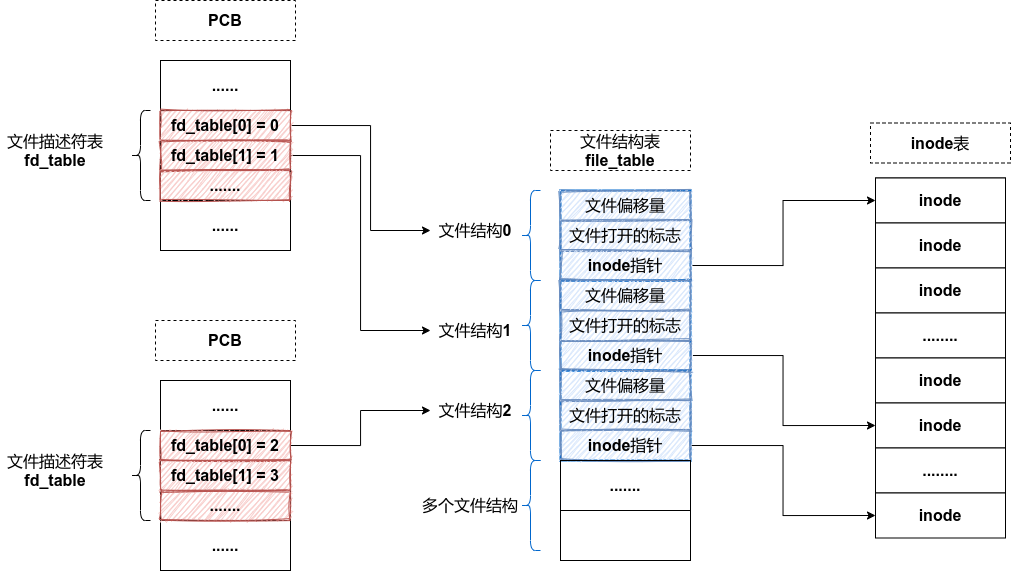 PCB
......
fd_table[0] = 0
fd_table[1] = 1
.......
......
文件描述符表
fd_table
PCB
......
fd_table[0] = 2
fd_table[1] = 3
.......
......
文件描述符表
fd_table
文件结构表
file_table
文件结构0
文件偏移量
文件打开的标志
inode指针
文件结构1
文件偏移量
文件打开的标志
inode指针
文件结构2
文件偏移量
文件打开的标志
inode指针
多个文件结构
.......
inode表
inode
inode
inode
........
inode
inode
........
inode